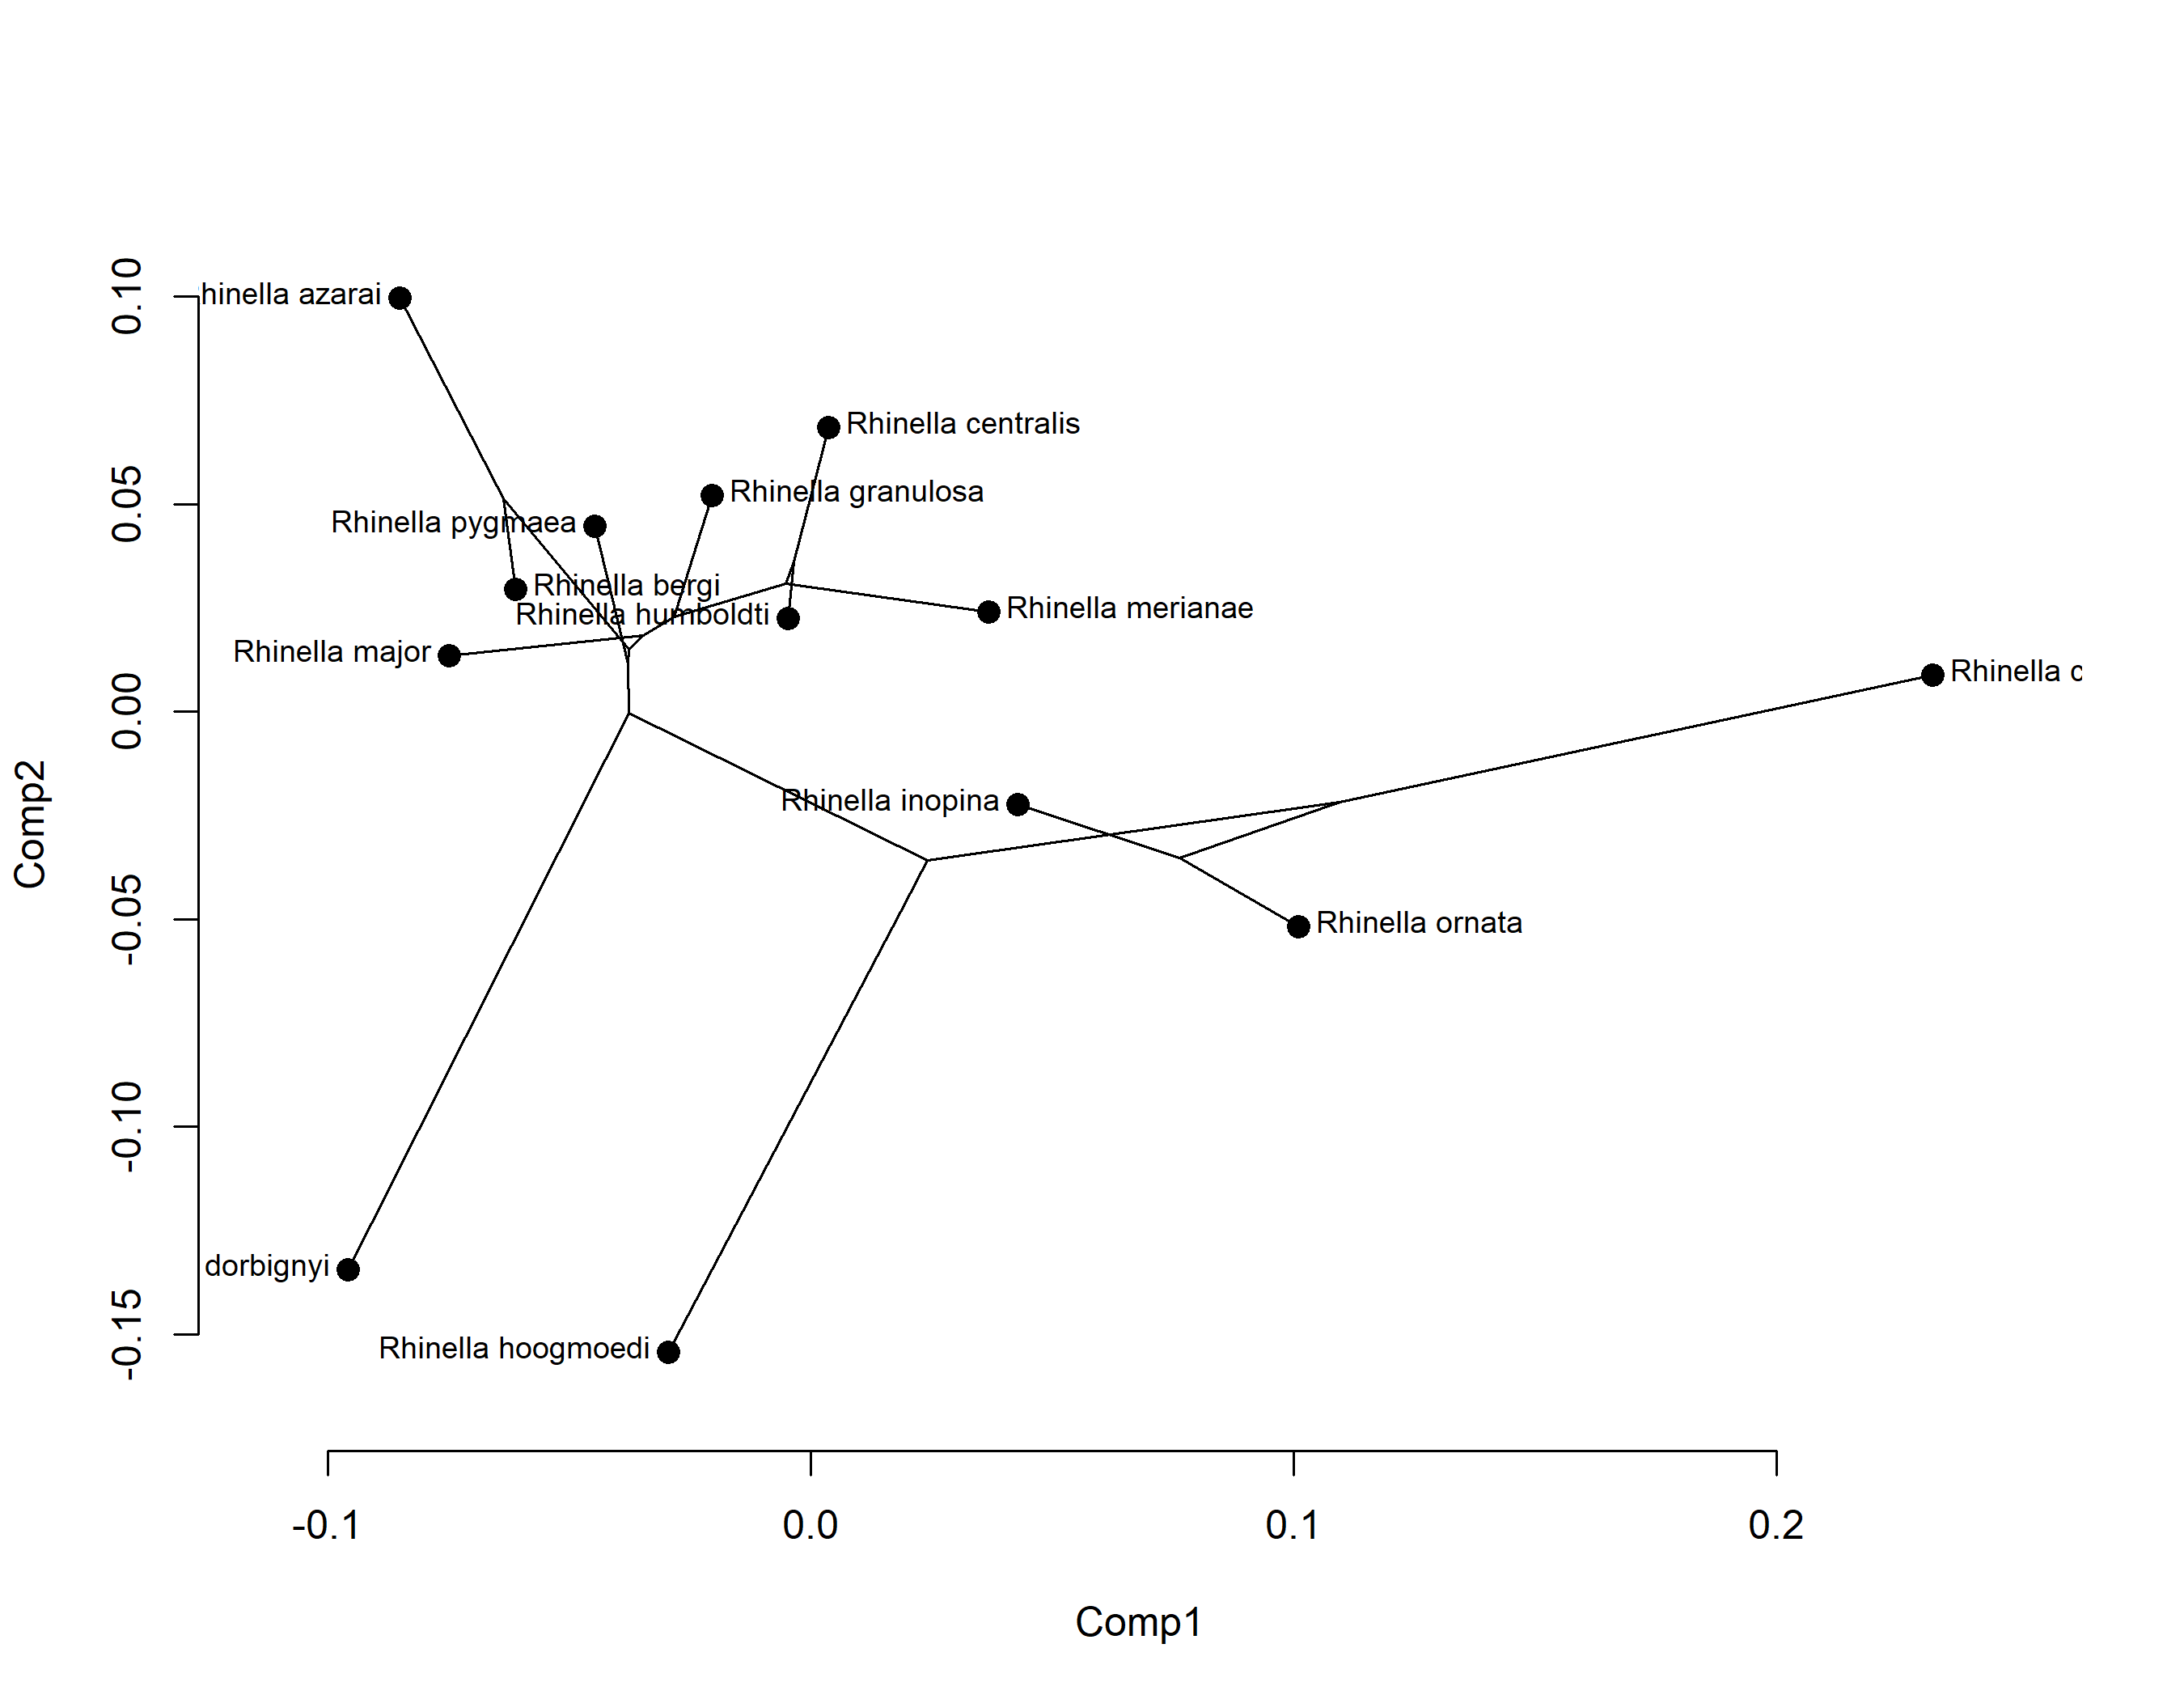 0.10
hinella azarai
Rhinella centralis
Rhinella granulosa
0.05
Rhinella pygmaea
Rhinella bergi
Rhinella humboldti
Rhinella merianae
Rhinella major
Rhinella c
0.00
Rhinella inopina
Comp2
-0.05
Rhinella ornata
-0.10
dorbignyi
-0.15
Rhinella hoogmoedi
-0.1 0.0 0.1 0.2
Comp1